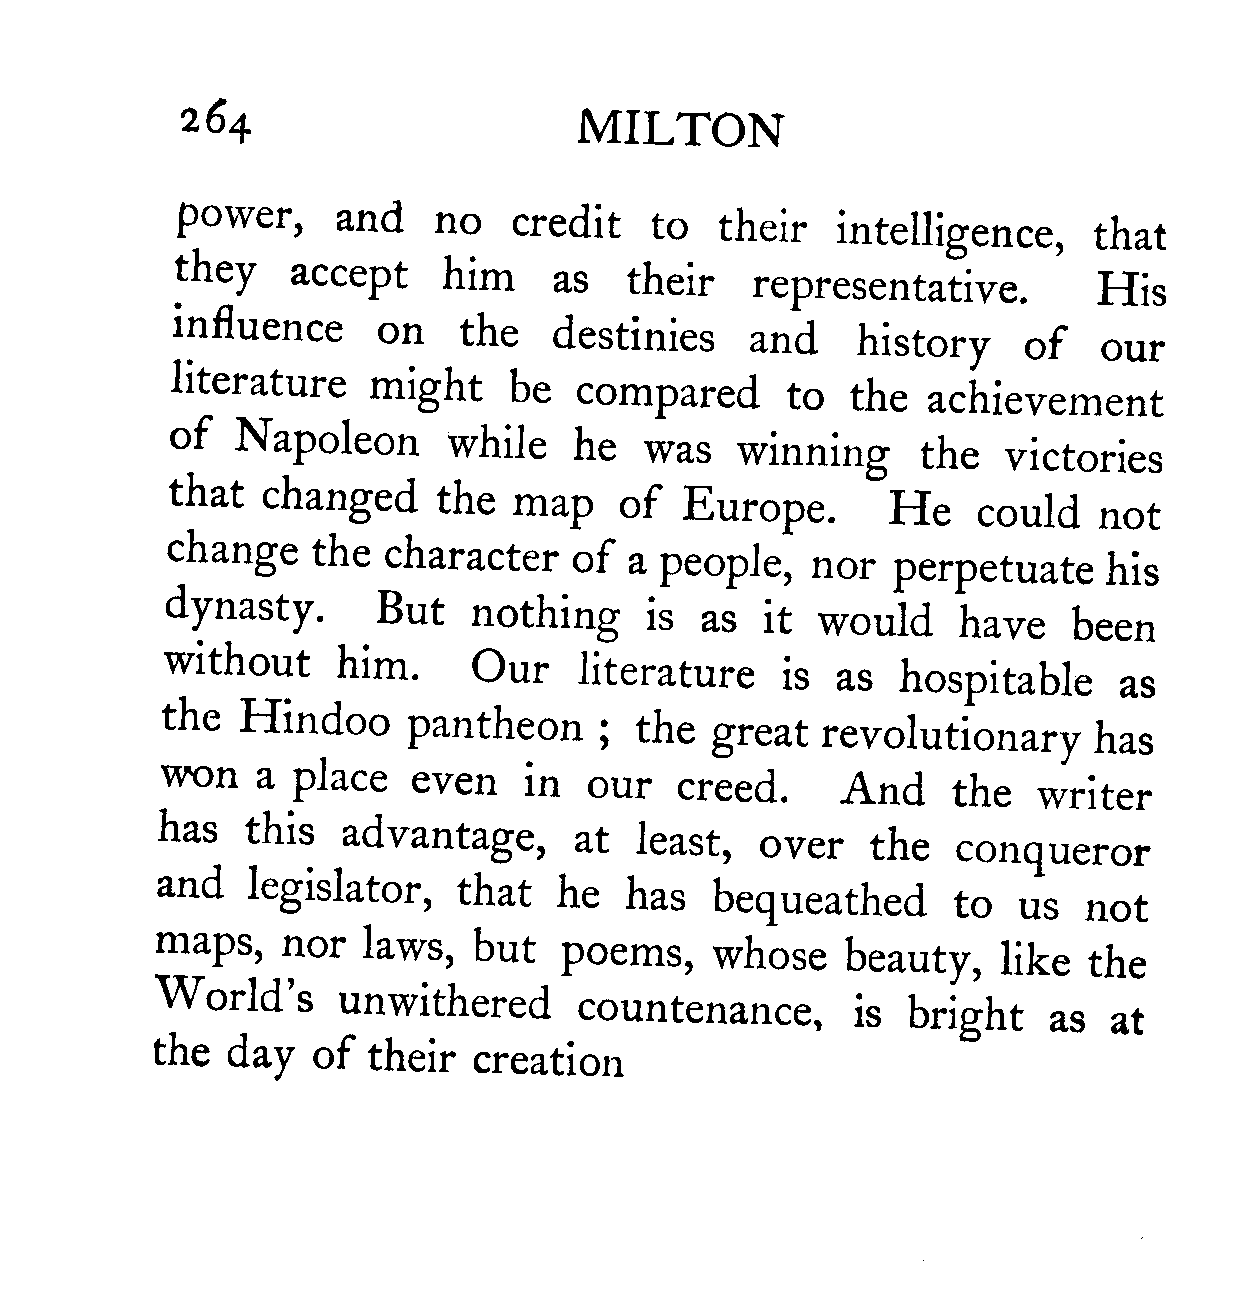 264 MILTON
power, and no credit to their intelligence, that
they accept him as their representative. His
influence on the destinies and history of our
literature might be compared to the achievement
of Napoleon while he was winning the victories
that changed the map of Europe. He could not
change the character of a people, nor perpetuate his
dynasty. But nothing is as it would have been
without him. Our literature is as hospitable as
the Hindoo pantheon ; the great revolutionary has
won a place even in our creed. And the writer
has this advantage, at least, over the conqueror
and legislator, that he has bequeathed to us not
maps, nor laws, but poems, whose beauty, like the
World's unwithered countenance, is bright as at
the day of their creation